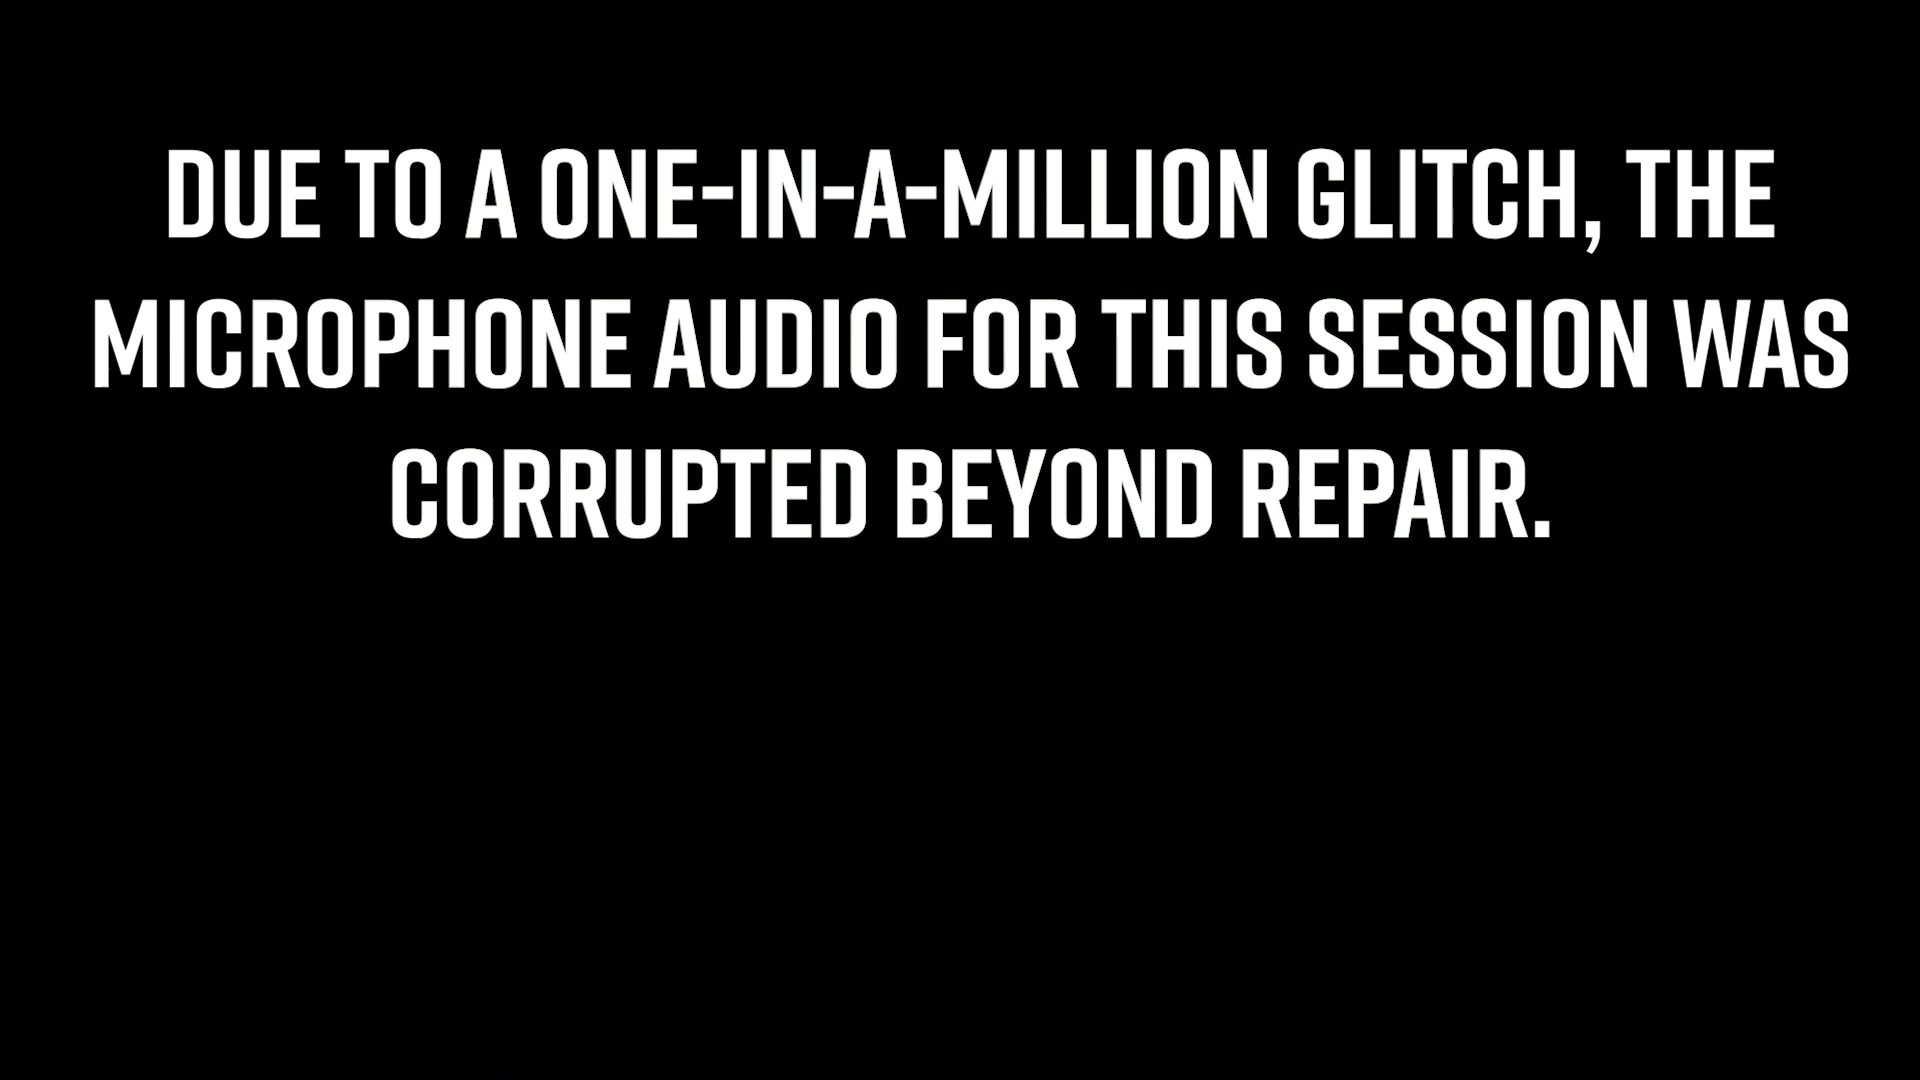 DUE TO A ONE-IN-A-MILLION GLITCH, THE
MICROPHONE AUDIO FOR THIS SESSION WAS
CORRUPTED BEYOND REPAIR.